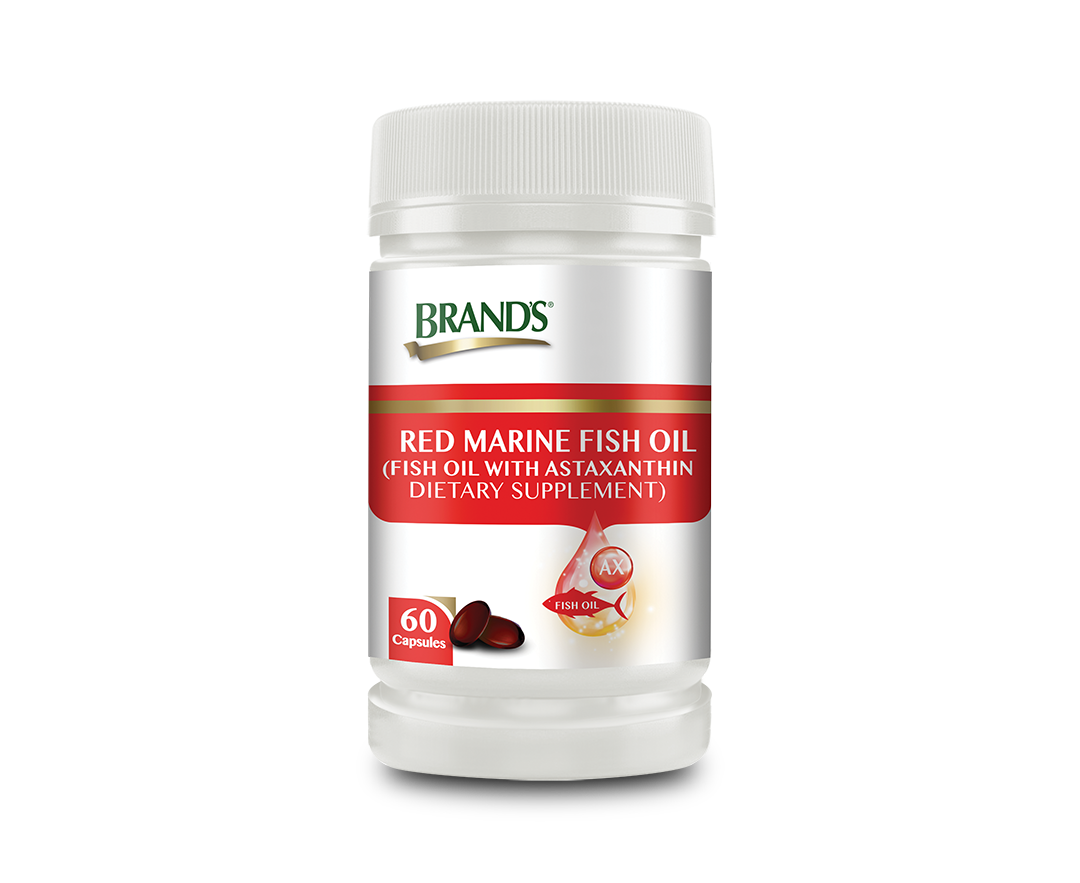 BRAND'S®
RED MARINE FISH OIL
(FISH OIL WITH ASTAXANTHIN
DIETARY SUPPLEMENT)
AX
FISH OIL
60
Capsules